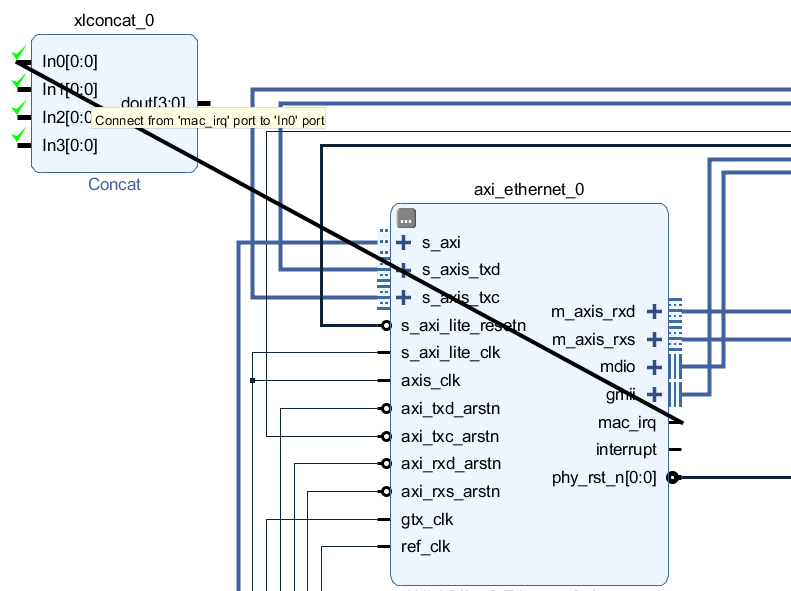 xlconcat_0
In0[0:0]
In1[0:0]
In2[0:0
In3[0:0]
dout[3:0]
Connect from 'mac_irq' port to 'In0' port
Concat
axi_ethernet_0
s_axi
s_axis_txd
s_axis_txc
s_axi_lite_resetn
s_axi_lite_clk
axis_clk
axi_txd_arstn
axi_txc_arstn
axi_rxd_arstn
axi_rxs_arstn
gtx_clk
ref_clk
m_axis_rxd
m_axis_rxs
mdio
gmii
mac_irq
interrupt
phy_rst_n[0:0]